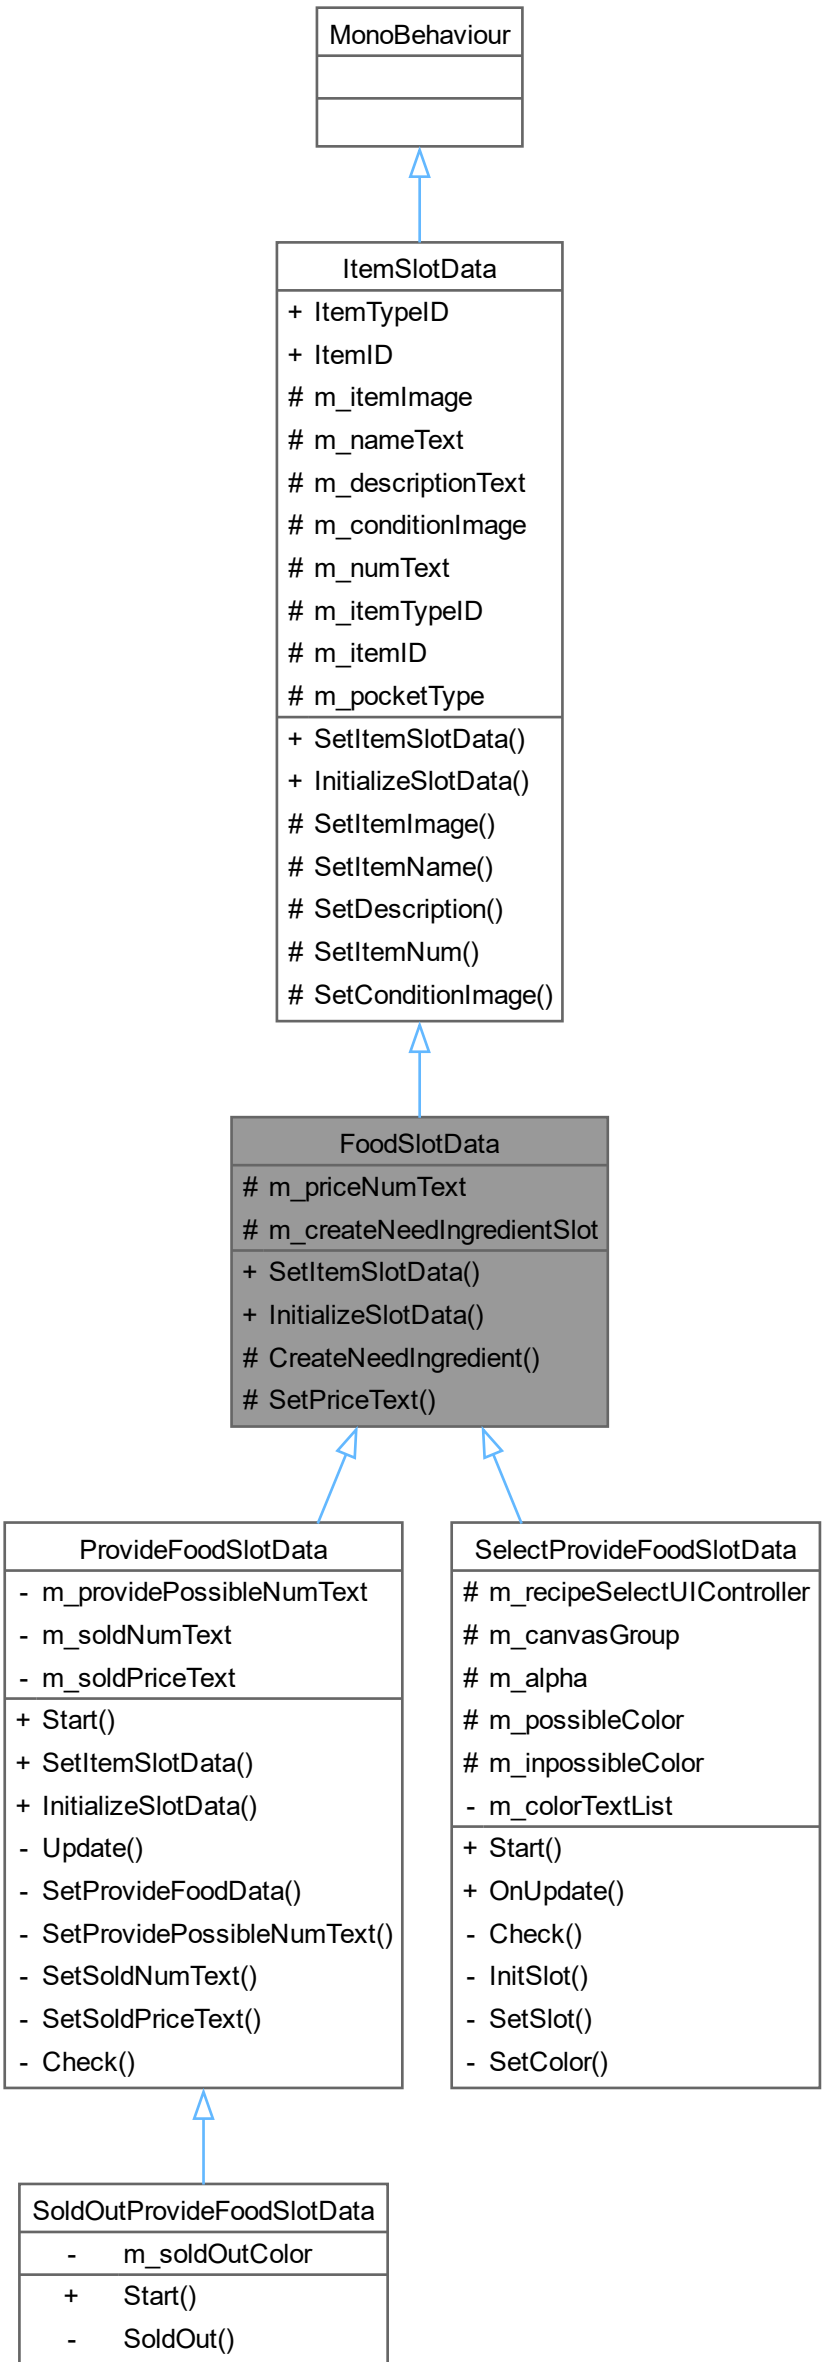 MonoBehaviour
ItemSlotData
+ ItemTypeID
+ ItemID
# m_itemImage
# m_nameText
# m_descriptionText
# m_conditionImage
# m_numText
# m_itemTypeID
# m_itemID
# m_pocketType
+ SetItemSlotData()
+ InitializeSlotData()
# SetItemImage()
# SetItemName()
# SetDescription()
# SetItemNum()
# SetConditionImage()
FoodSlotData
# m_priceNumText
# m_createNeedIngredientSlot
+ SetItemSlotData()
+ InitializeSlotData()
# CreateNeedIngredient()
# SetPriceText()
ProvideFoodSlotData
- m_providePossibleNumText
- m_soldNumText
- m_soldPriceText
+ Start()
+ SetItemSlotData()
+ InitializeSlotData()
- Update()
- SetProvideFoodData()
- SetProvidePossibleNumText()
- SetSoldNumText()
- SetSoldPriceText()
- Check()
SelectProvideFoodSlotData
# m_recipeSelectUIController
# m_canvasGroup
# m_alpha
# m_possibleColor
# m_inpossibleColor
- m_colorTextList
+ Start()
+ OnUpdate()
- Check()
- InitSlot()
- SetSlot()
- SetColor()
SoldOutProvideFoodSlotData
- m_soldOutColor
+ Start()
- SoldOut()